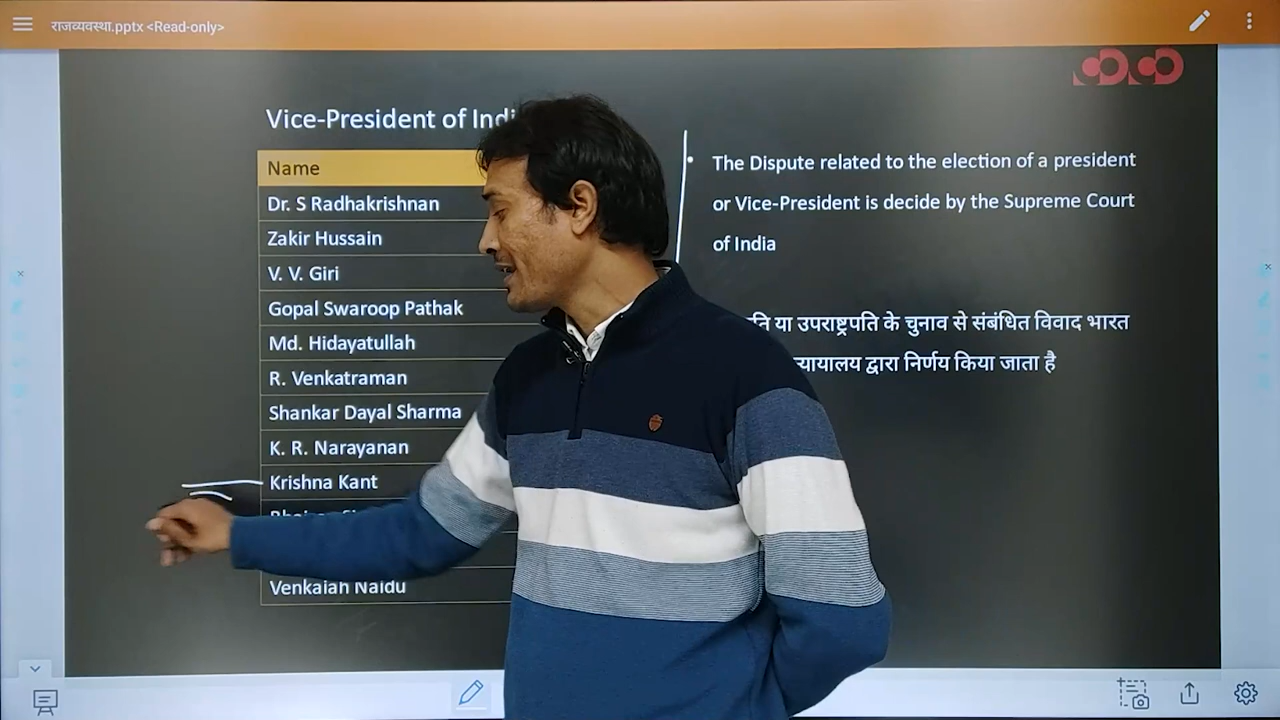 राजव्यवस्था.pptx <Read-only>
Vice-President of Indi
Name
Dr. S Radhakrishnan
Zakir Hussain
V. V. Giri
Gopal Swaroop Pathak
Md. Hidayatullah
R. Venkatraman
Shankar Dayal Sharma
K. R. Narayanan
Krishna Kant
Venkaiah Naidu
• The Dispute related to the election of a president
or Vice-President is decide by the Supreme Court
of India
या उपराष्ट्रपति के चुनाव से संबंधित विवाद भारत
द्वारा निर्णय किया जाता है